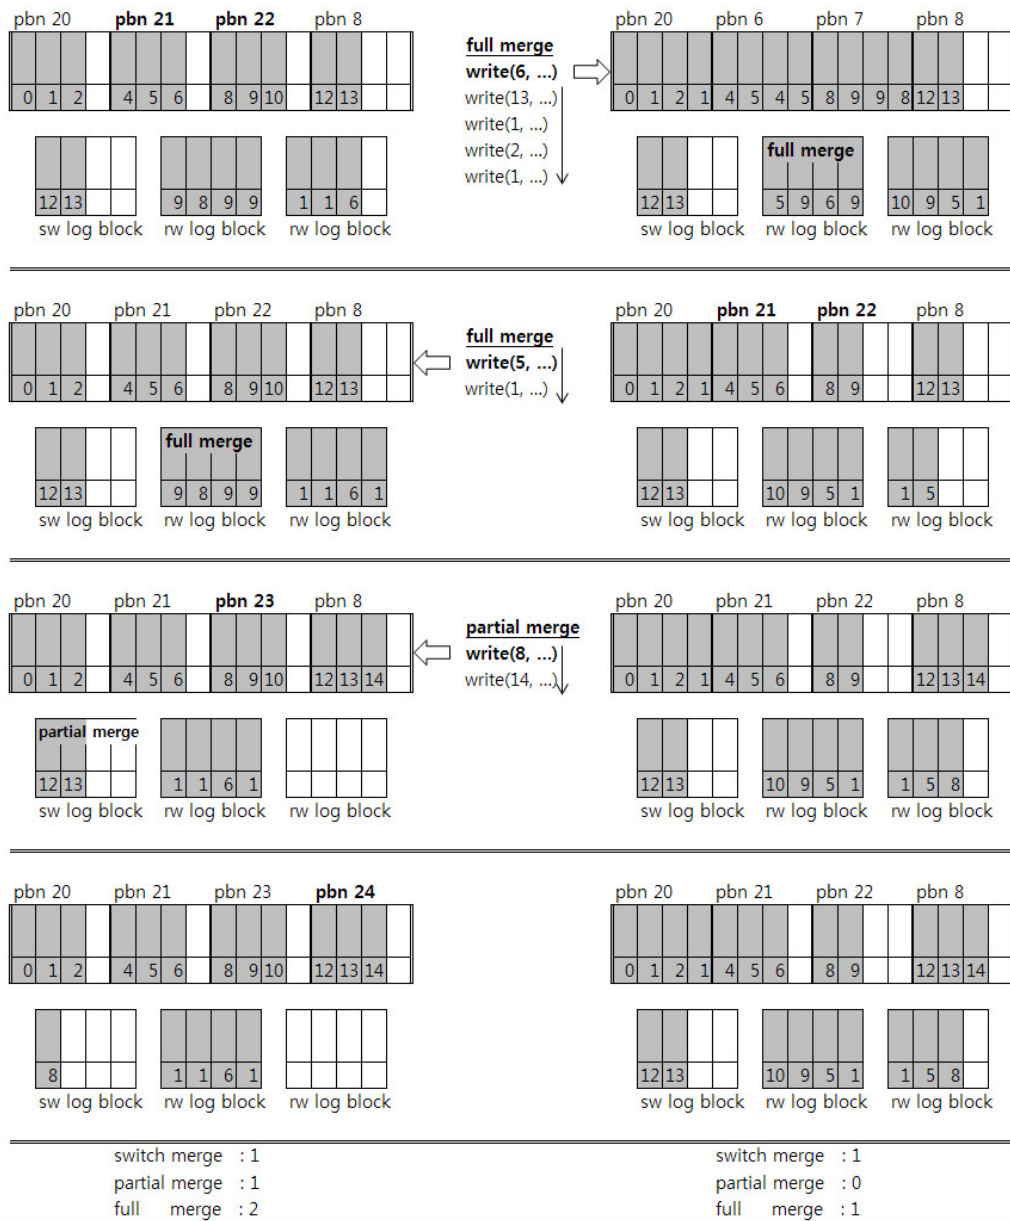 pbn 20 pbn 21 pbn 22 pbn 8 pbn 20 pbn 6 pbn 7 pbn 8
full merge
write(6, ...)
0 1 2 4 5 6 8 9 10 12 13 write(13, ...) 0 1 2 1 4 5 4 5 8 9 9 8 12 13
write(1, ...)
write(2, ...) full merge
write(1, ...)
12 13 9 8 9 9 1 1 6 12 13 5 9 6 9 10 9 5 1
sw log block rw log block rw log block sw log block rw log block rw log block
pbn 20 pbn 21 pbn 22 pbn 8 pbn 20 pbn 21 pbn 22 pbn 8
full merge
write(5, ...)
0 1 2 4 5 6 8 9 10 12 13 write(1, ...) 0 1 2 1 4 5 6 8 9 12 13
full merge
12 13 9 8 9 9 1 1 6 1 12 13 10 9 5 1 1 5
sw log block rw log block rw log block sw log block rw log block rw log block
pbn 20 pbn 21 pbn 23 pbn 8 pbn 20 pbn 21 pbn 22 pbn 8
partial merge
write(8, ...)
0 1 2 4 5 6 8 9 10 12 13 14 write(14, ...) 0 1 2 1 4 5 6 8 9 12 13 14
partial merge
12 13 1 1 6 1 12 13 10 9 5 1 1 5 8
sw log block rw log block rw log block sw log block rw log block rw log block
pbn 20 pbn 21 pbn 23 pbn 24 pbn 20 pbn 21 pbn 22 pbn 8
0 1 2 4 5 6 8 9 10 12 13 14 0 1 2 1 4 5 6 8 9 12 13 14
8 1 1 6 1 12 13 10 9 5 1 1 5 8
sw log block rw log block rw log block sw log block rw log block rw log block
switch merge : 1 switch merge : 1
partial merge : 1 partial merge : 0
full merge : 2 full merge : 1